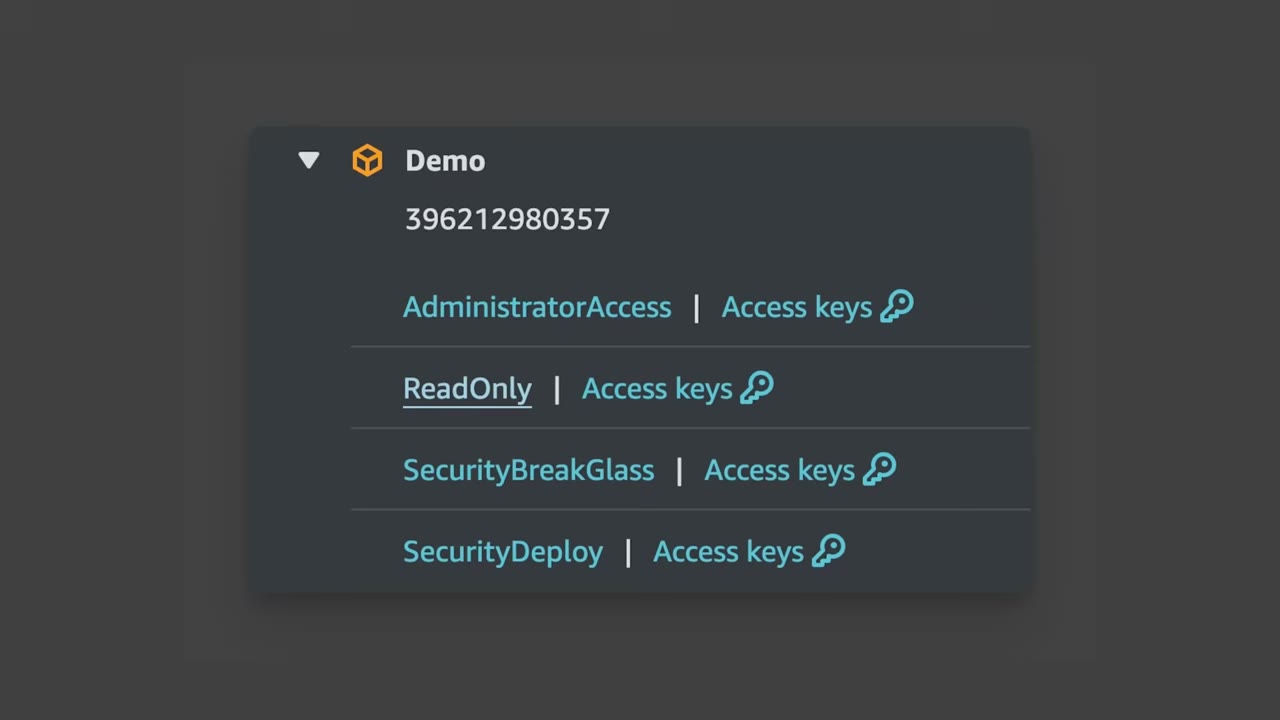 Demo
396212980357
AdministratorAccess | Access keys
ReadOnly | Access keys
SecurityBreakGlass | Access keys
SecurityDeploy | Access keys